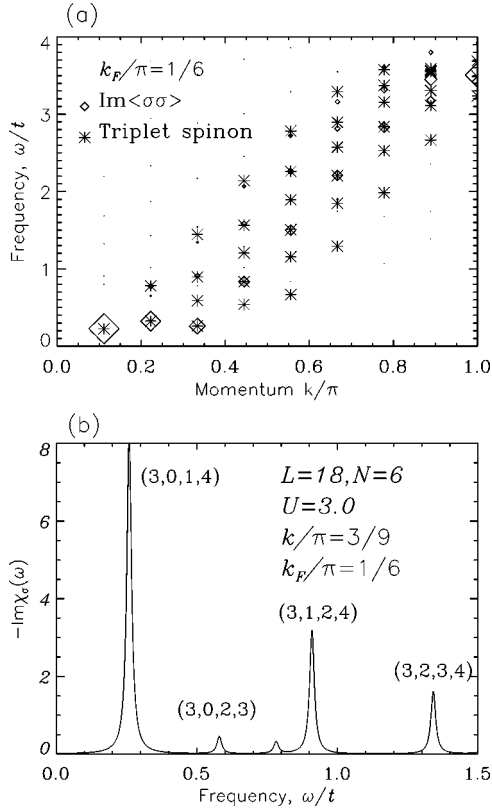 (a)
4
3
2
1
0
Frequency, ω/t
k_F/π=1/6
◇ Im<σσ>
✳ Triplet spinon
0.0 0.2 0.4 0.6 0.8 1.0
Momentum k/π
(b)
8
6
4
2
0
-Imχ_σ(ω)
(3,0,1,4)
L=18,N=6
U=3.0
k/π=3/9
k_F/π=1/6
(3,1,2,4)
(3,0,2,3)
(3,2,3,4)
0.0 0.5 1.0 1.5
Frequency, ω/t